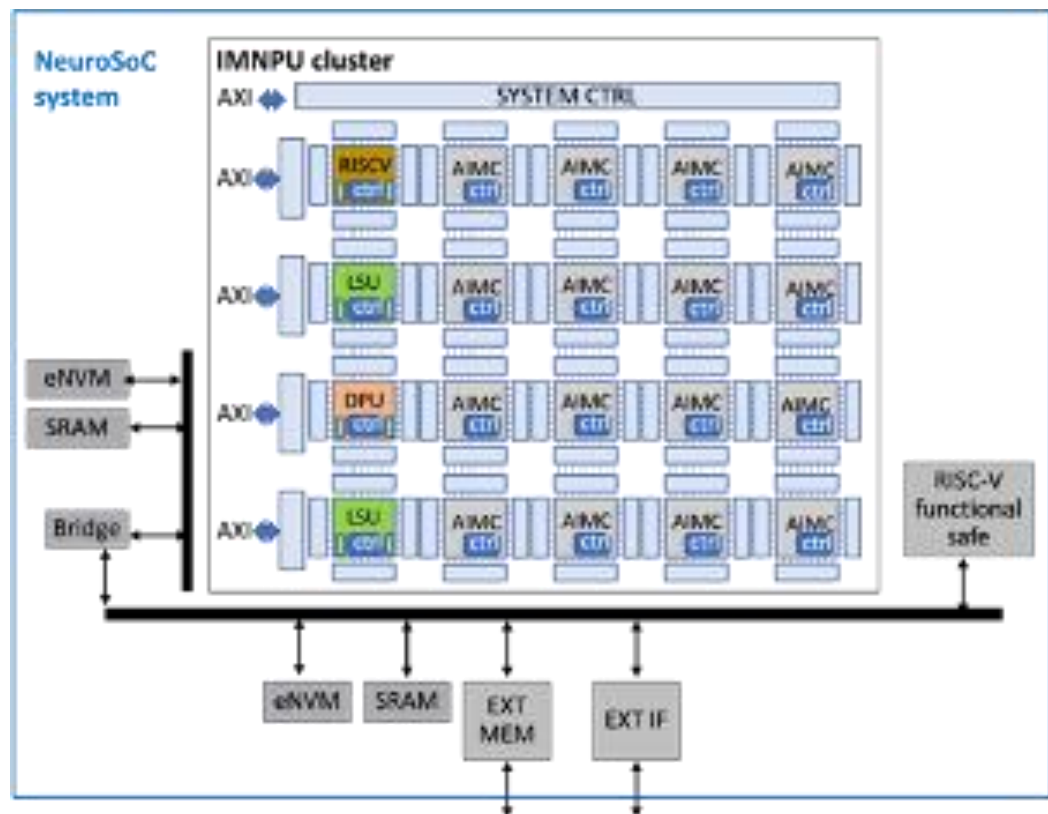 NeuroSoC
system
IMNPU cluster
AXI SYSTEM CTRL
AXI RISCV AIMC AIMC AIMC AIMC
ctrl ctrl ctrl ctrl ctrl
AXI LSU AIMC AIMC AIMC AIMC
ctrl ctrl ctrl ctrl ctrl
AXI DPU AIMC AIMC AIMC AIMC
ctrl ctrl ctrl ctrl ctrl
AXI LSU AIMC AIMC AIMC AIMC
ctrl ctrl ctrl ctrl ctrl
eNVM
SRAM
Bridge
RISC-V
functional
safe
eNVM
SRAM
EXT
MEM
EXT IF